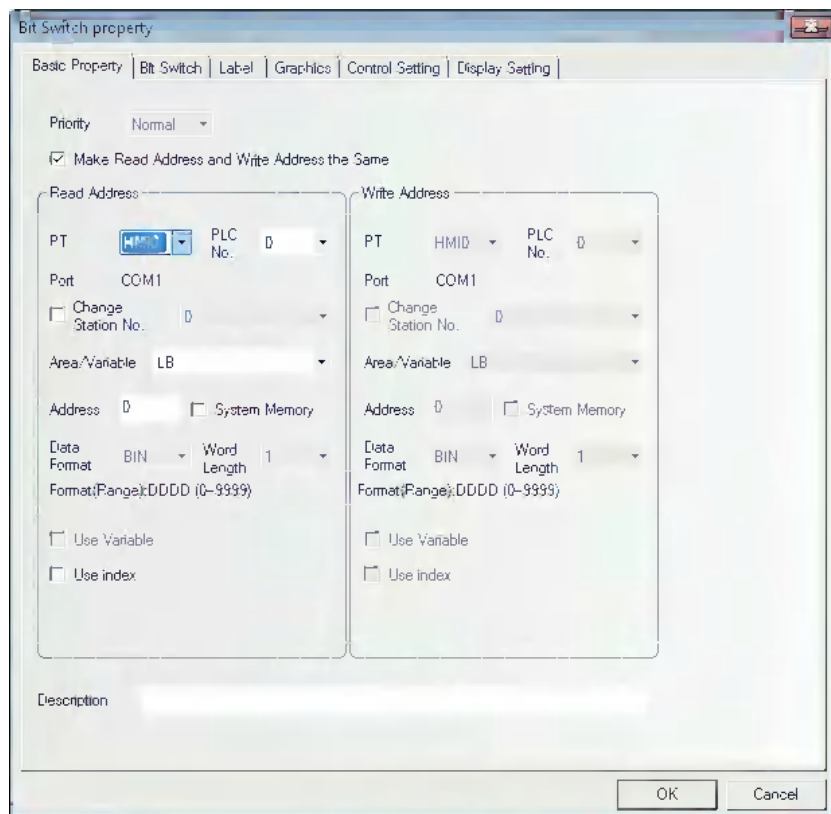 Bit Switch property
Basic Property Bit Switch Label Graphics Control Setting Display Setting
Priority Normal
Make Read Address and Write Address the Same
Read Address
PT HMI0 PLC No. 0
Port COM1
Change Station No. 0
Area/Variable LB
Address 0 System Memory
Data Format BIN Word Length 1
Format(Range):DDDD (0~9999)
Use Variable
Use index
Write Address
PT HMI0 PLC No. 0
Port COM1
Change Station No. 0
Area/Variable LB
Address 0 System Memory
Data Format BIN Word Length 1
Format(Range):DDDD (0~9999)
Use Variable
Use index
Description
OK Cancel